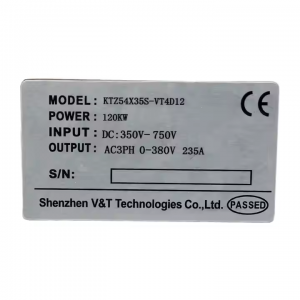 MODEL: KTZ54X35S-VT4D12
POWER: 120KW
INPUT: DC:350V-750V
OUTPUT: AC3PH 0-380V 235A
S/N:
Shenzhen V&T Technologies Co.,Ltd. PASSED